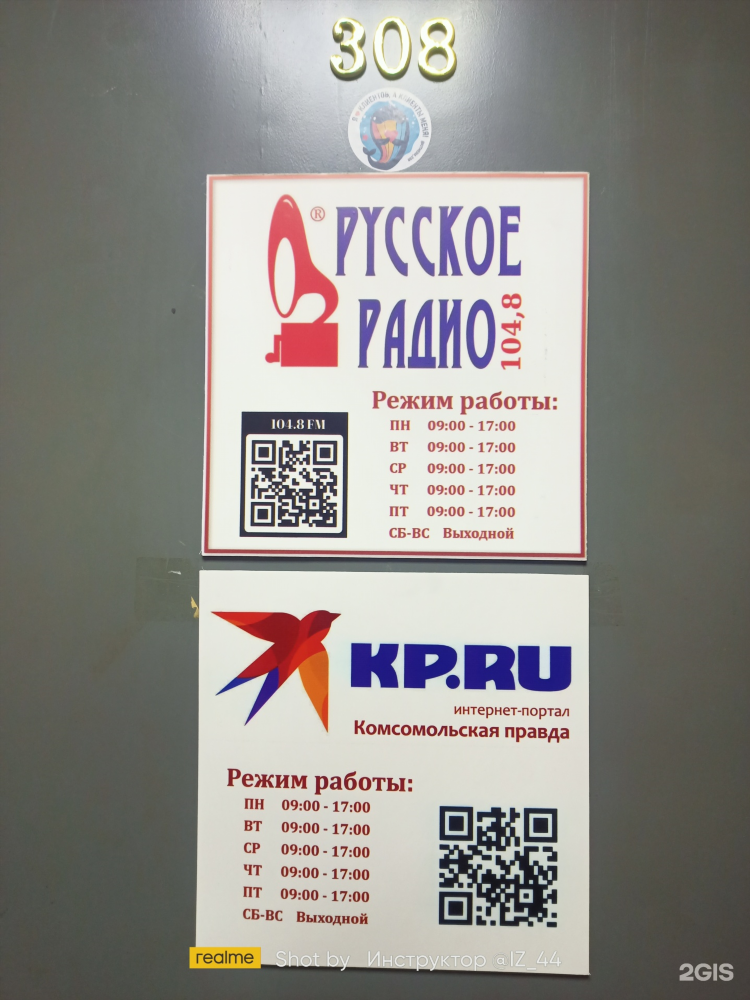 308
Я ♥ КЛИЕНТОВ, А КЛИЕНТЫ МЕНЯ!
®
РУССКОЕ
РАДИО
104,8
104.8 FM
Режим работы:
ПН 09:00 - 17:00
ВТ 09:00 - 17:00
СР 09:00 - 17:00
ЧТ 09:00 - 17:00
ПТ 09:00 - 17:00
СБ-ВС Выходной
KP.RU
интернет-портал
Комсомольская правда
Режим работы:
ПН 09:00 - 17:00
ВТ 09:00 - 17:00
СР 09:00 - 17:00
ЧТ 09:00 - 17:00
ПТ 09:00 - 17:00
СБ-ВС Выходной
realme Shot by Инструктор @IZ_44
2GIS